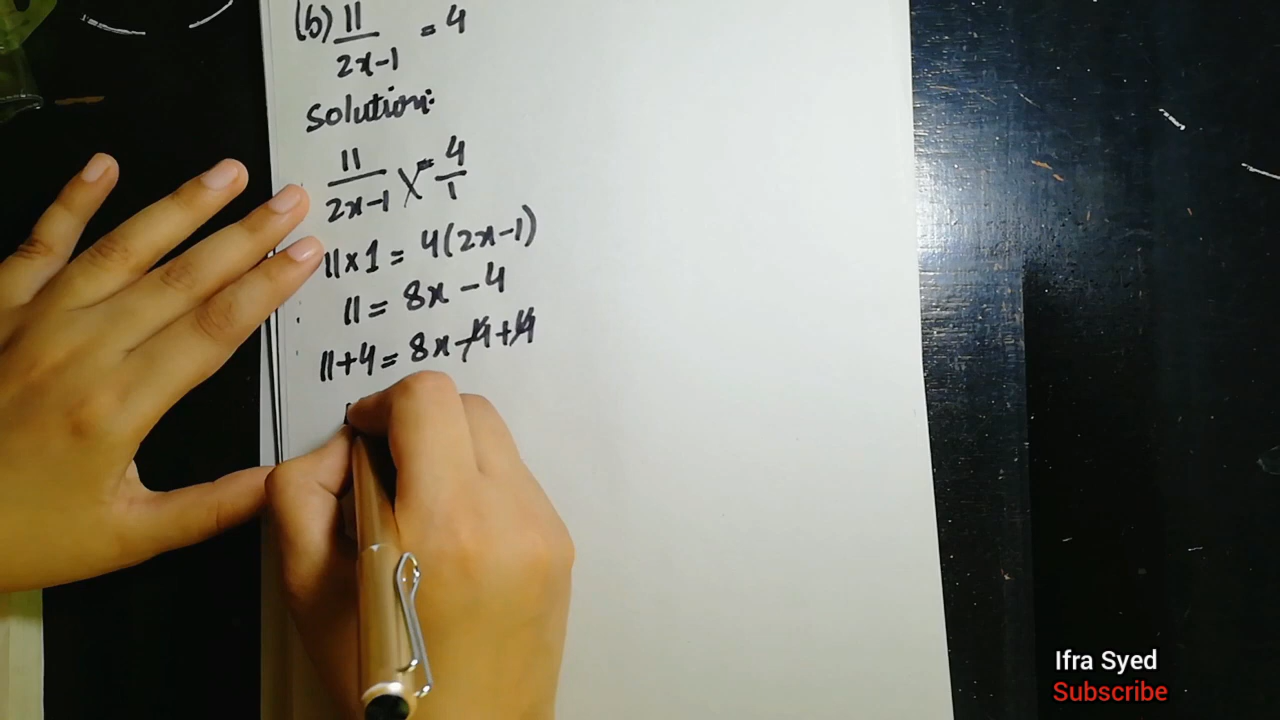 (b) 11/2x-1 = 4
Solution:
11/2x-1 = 4/1
11×1 = 4(2x-1)
11 = 8x - 4
11+4 = 8x-4+4
Ifra Syed
Subscribe